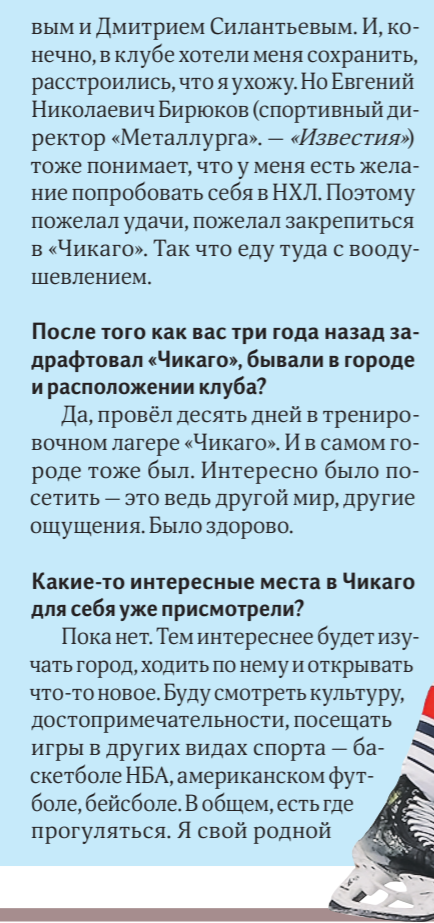 вым и Дмитрием Силантьевым. И, ко-
нечно, в клубе хотели меня сохранить,
расстроились, что я ухожу. Но Евгений
Николаевич Бирюков (спортивный ди-
ректор «Металлурга». — «Известия»)
тоже понимает, что у меня есть жела-
ние попробовать себя в НХЛ. Поэтому
пожелал удачи, пожелал закрепиться
в «Чикаго». Так что еду туда с вооду-
шевлением.
После того как вас три года назад за-
драфтовал «Чикаго», бывали в городе
и расположении клуба?
Да, провёл десять дней в трениро-
вочном лагере «Чикаго». И в самом го-
роде тоже был. Интересно было по-
сетить — это ведь другой мир, другие
ощущения. Было здорово.
Какие-то интересные места в Чикаго
для себя уже присмотрели?
Пока нет. Тем интереснее будет изу-
чать город, ходить по нему и открывать
что-то новое. Буду смотреть культуру,
достопримечательности, посещать
игры в других видах спорта — ба-
скетболе НБА, американском фут-
боле, бейсболе. В общем, есть где
прогуляться. Я свой родной